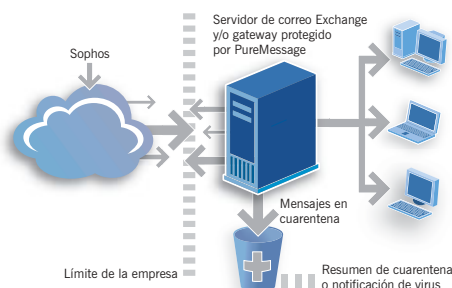 Servidor de correo Exchange
y/o gateway protegido
por PureMessage
Sophos
Mensajes en
cuarentena
Límite de la empresa
Resumen de cuarentena
o notificación de virus